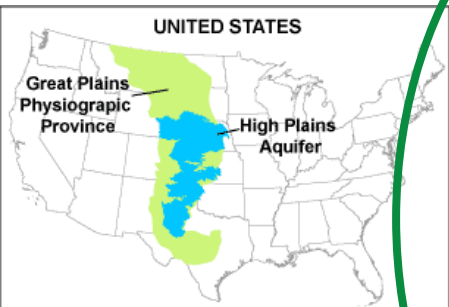 UNITED STATES
Great Plains
Physiograpic
Province
High Plains
Aquifer